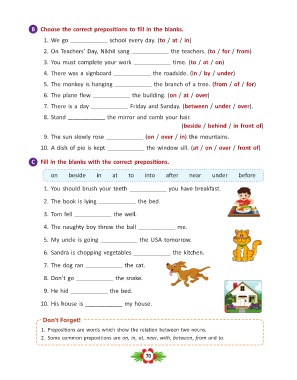 B Choose the correct prepositions to fill in the blanks.
1. We go ____________ school every day. (to / at / in)
2. On Teachers' Day, Nikhil sang ____________ the teachers. (to / for / from)
3. You must complete your work ____________ time. (to / at / on)
4. There was a signboard ____________ the roadside. (in / by / under)
5. The monkey is hanging ____________ the branch of a tree. (from / of / for)
6. The plane flew ____________ the building. (on / at / over)
7. There is a day ____________ Friday and Sunday. (between / under / over).
8. Stand ____________ the mirror and comb your hair.
(beside / behind / in front of)
9. The sun slowly rose ____________ (on / over / in) the mountains.
10. A dish of pie is kept ____________ the window sill. (at / on / over / front of)
C Fill in the blanks with the correct prepositions.
on beside in at to into after near under before
1. You should brush your teeth ____________ you have breakfast.
2. The book is lying ____________ the bed.
3. Tom fell ____________ the well.
4. The naughty boy threw the ball ____________ me.
5. My uncle is going ____________ the USA tomorrow.
6. Sandra is chopping vegetables ____________ the kitchen.
7. The dog ran ____________ the cat.
8. Don't go ____________ the snake.
9. He hid ____________ the bed.
10. His house is ____________ my house.
Don't Forget!
1. Prepositions are words which show the relation between two nouns.
2. Some common prepositions are on, in, at, near, with, between, from and to.
70